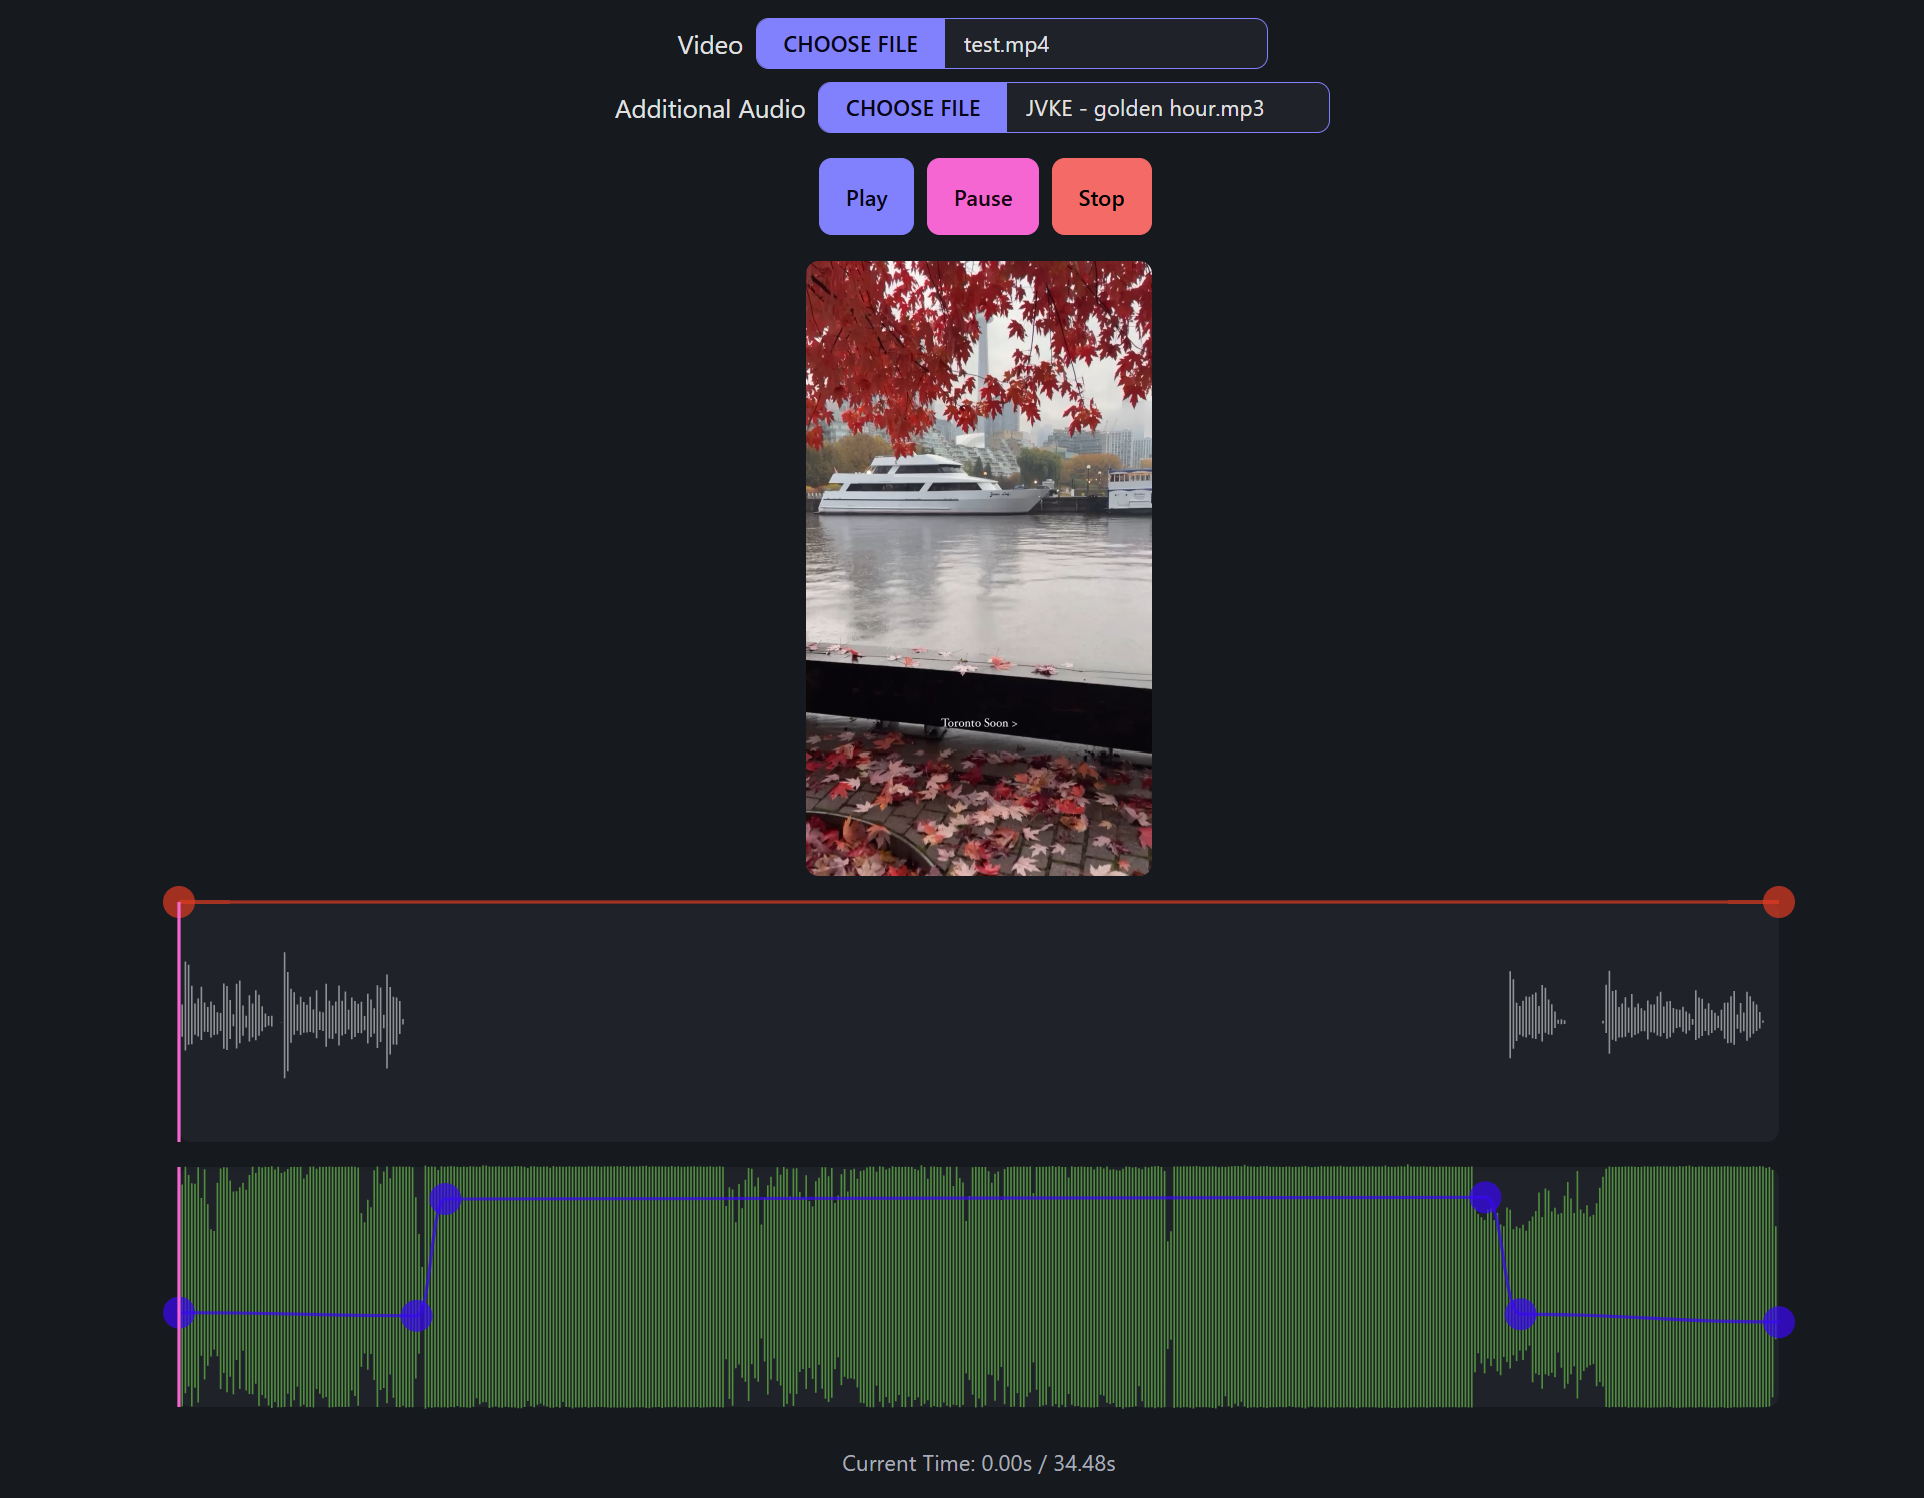 Video CHOOSE FILE test.mp4
Additional Audio CHOOSE FILE JVKE - golden hour.mp3
Play Pause Stop
Toronto Soon >
Current Time: 0.00s / 34.48s